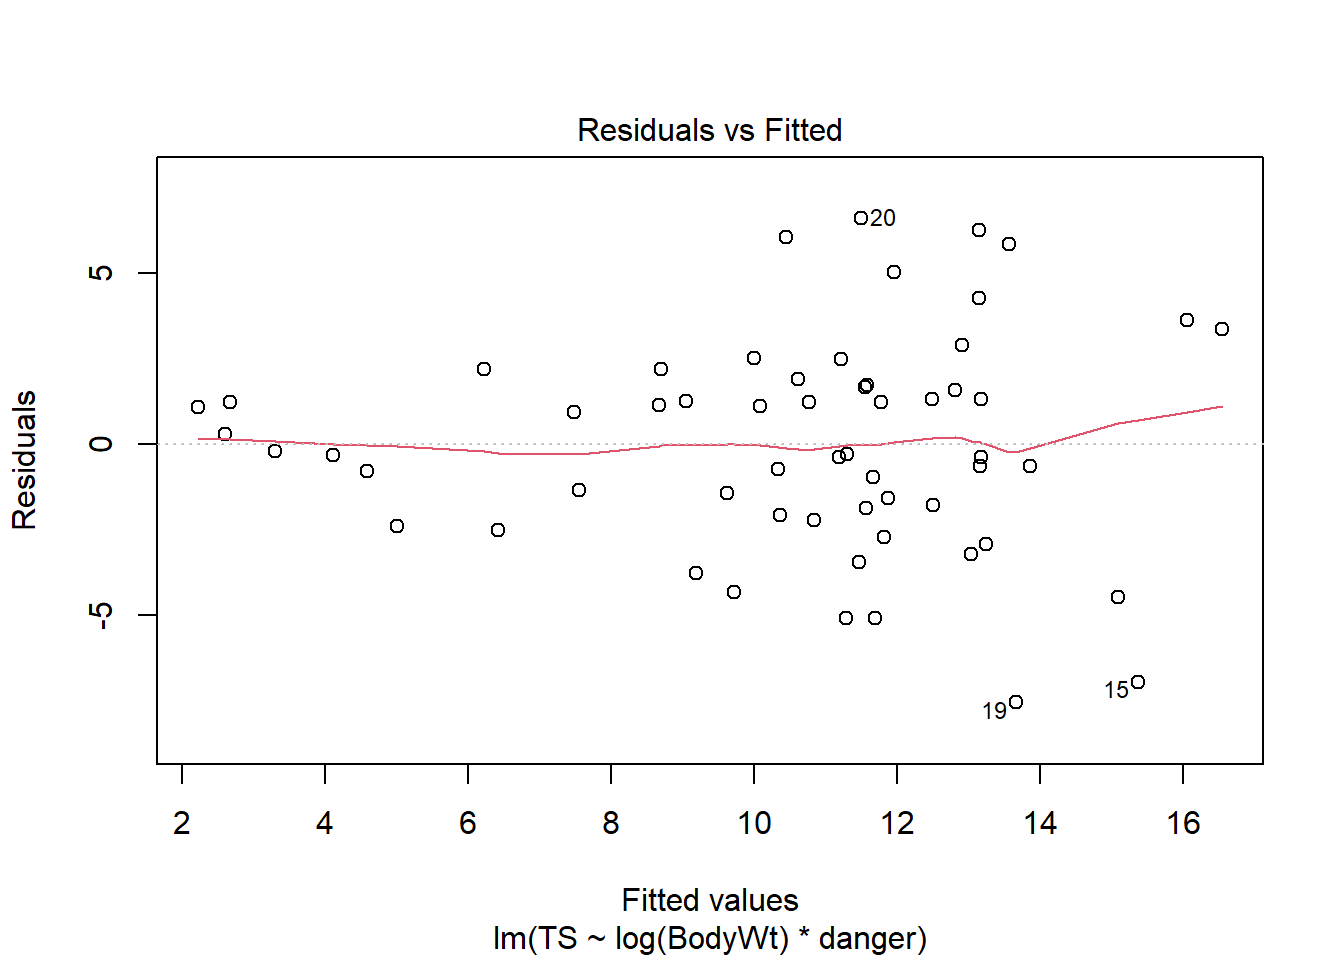 Residuals vs Fitted
Residuals
5
0
-5
20
15
19
2 4 6 8 10 12 14 16
Fitted values
lm(TS ~ log(BodyWt) * danger)